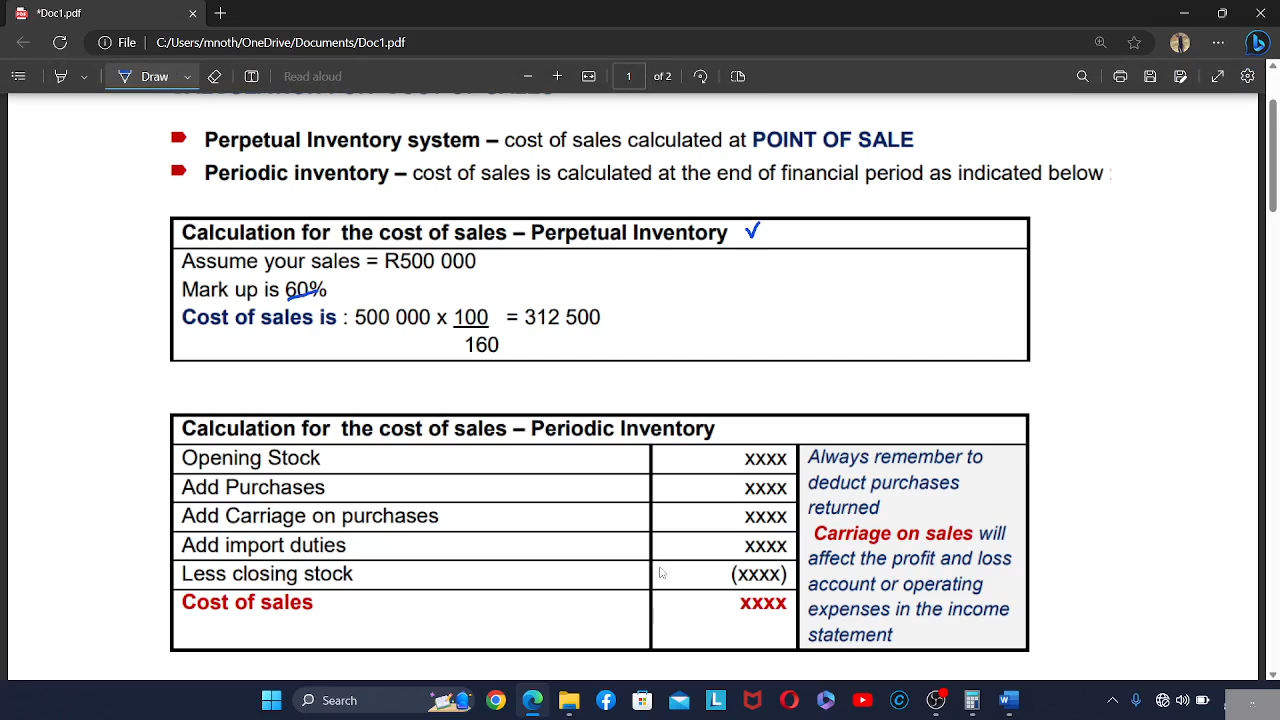 *Doc1.pdf
File C:/Users/mnoth/OneDrive/Documents/Doc1.pdf
Draw Read aloud 1 of 2
Perpetual Inventory system – cost of sales calculated at POINT OF SALE
Periodic inventory – cost of sales is calculated at the end of financial period as indicated below :
Calculation for the cost of sales – Perpetual Inventory
Assume your sales = R500 000
Mark up is 60%
Cost of sales is : 500 000 x 100 = 312 500
160
Calculation for the cost of sales – Periodic Inventory
Opening Stock xxxx
Add Purchases xxxx
Add Carriage on purchases xxxx
Add import duties xxxx
Less closing stock (xxxx)
Cost of sales xxxx
Always remember to
deduct purchases
returned
Carriage on sales will
affect the profit and loss
account or operating
expenses in the income
statement
Search